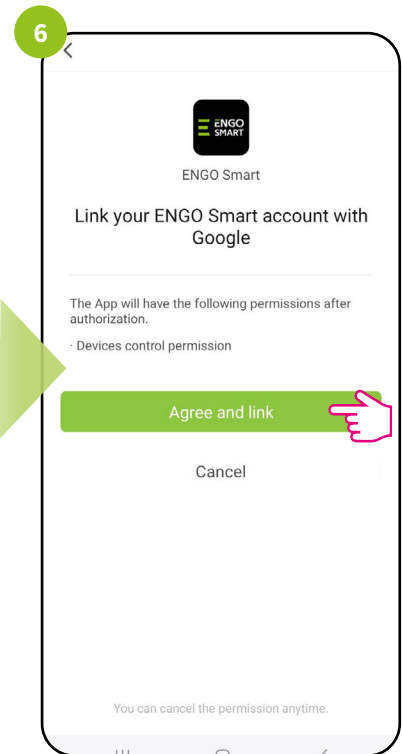 6
ENGO
SMART
ENGO Smart
Link your ENGO Smart account with
Google
The App will have the following permissions after
authorization.
· Devices control permission
Agree and link
Cancel
You can cancel the permission anytime.